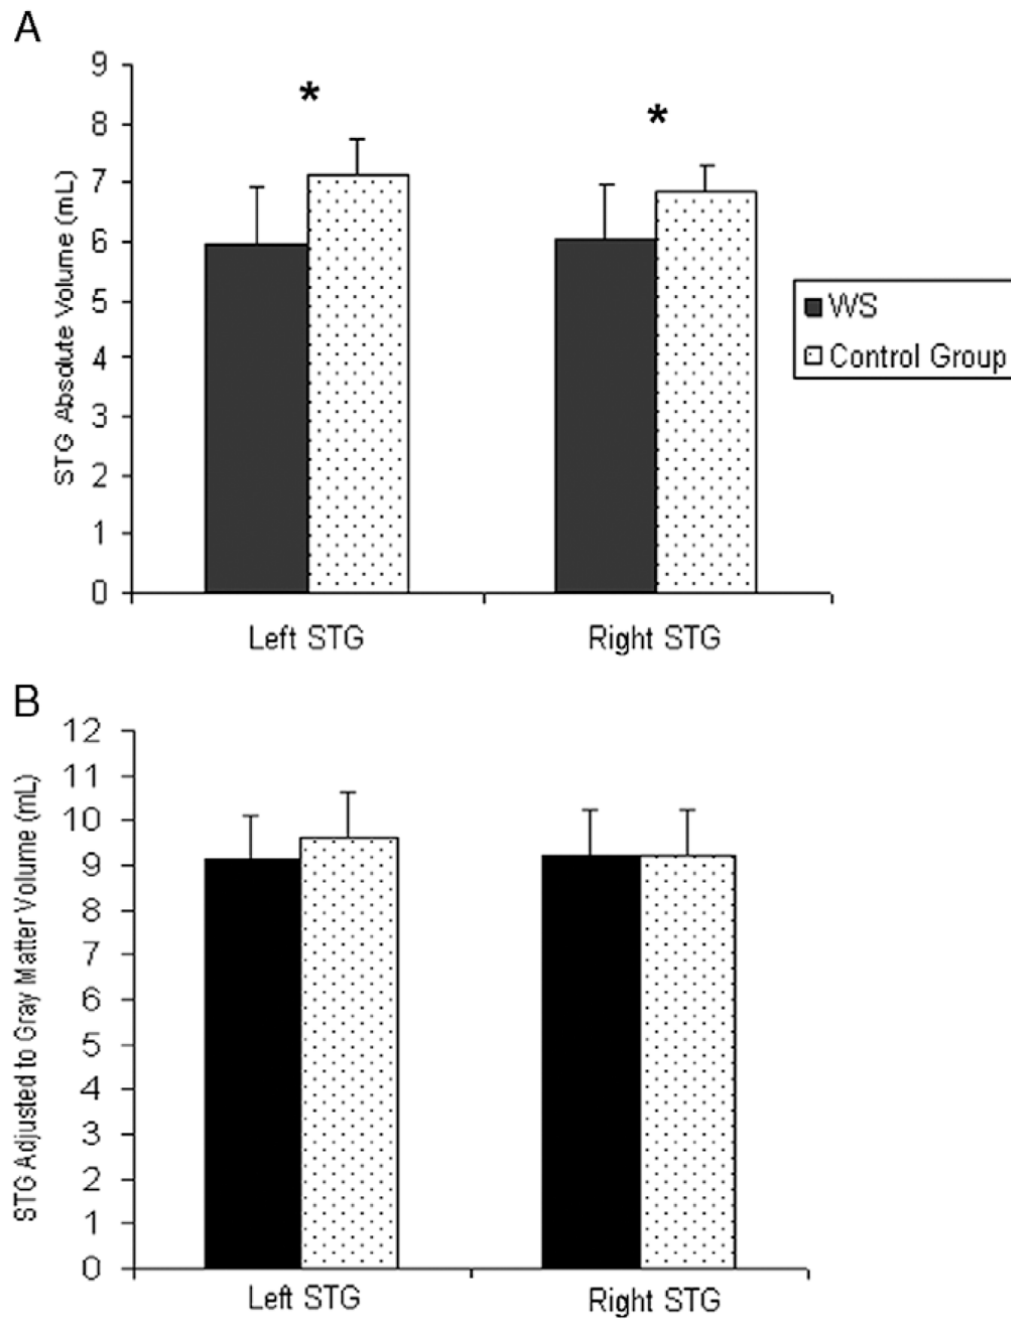 A
STG Absolute Volume (mL)
9
8
7
6
5
4
3
2
1
0
*
*
WS
Control Group
Left STG
Right STG
B
STG Adjusted to Gray Matter Volume (mL)
12
11
10
9
8
7
6
5
4
3
2
1
0
Left STG
Right STG